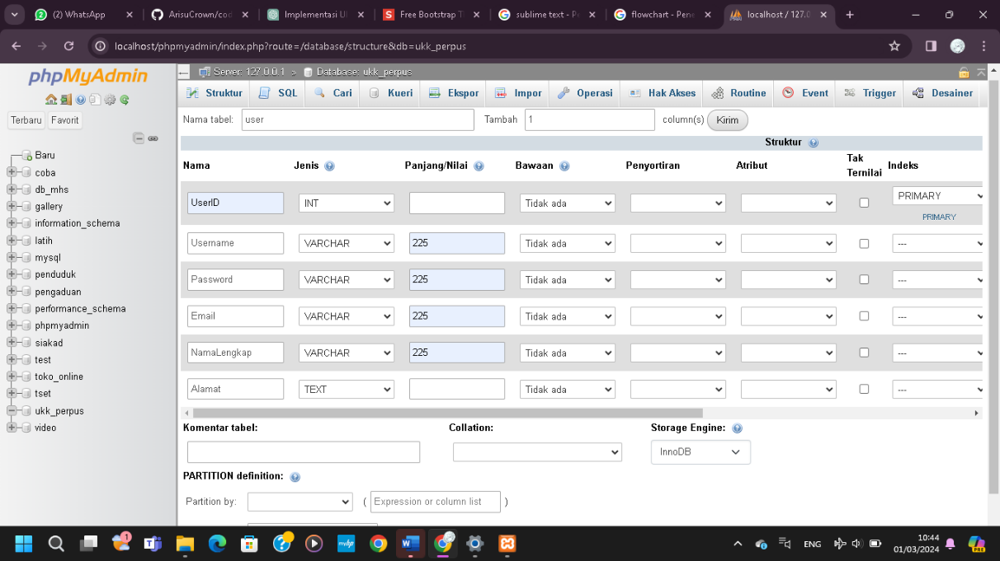 (2) WhatsApp
ArisuCrown/cod
Implementasi U
Free Bootstrap T
sublime text - P
flowchart - Pene
localhost / 127.0
localhost/phpmyadmin/index.php?route=/database/structure&db=ukk_perpus
phpMyAdmin
Terbaru Favorit
Baru
coba
db_mhs
gallery
information_schema
latih
mysql
penduduk
pengaduan
performance_schema
phpmyadmin
siakad
test
toko_online
tset
ukk_perpus
video
Server: 127.0.0.1 » Database: ukk_perpus
Struktur SQL Cari Kueri Ekspor Impor Operasi Hak Akses Routine Event Trigger Desainer
Nama tabel: user Tambah 1 column(s) Kirim
Struktur
Nama Jenis Panjang/Nilai Bawaan Penyortiran Atribut Tak Ternilai Indeks
UserID INT Tidak ada PRIMARY
PRIMARY
Username VARCHAR 225 Tidak ada ---
Password VARCHAR 225 Tidak ada ---
Email VARCHAR 225 Tidak ada ---
NamaLengkap VARCHAR 225 Tidak ada ---
Alamat TEXT Tidak ada ---
Komentar tabel: Collation: Storage Engine:
InnoDB
PARTITION definition:
Partition by: ( Expression or column list )
1
myhp
W
ENG
10:44
01/03/2024
PRE